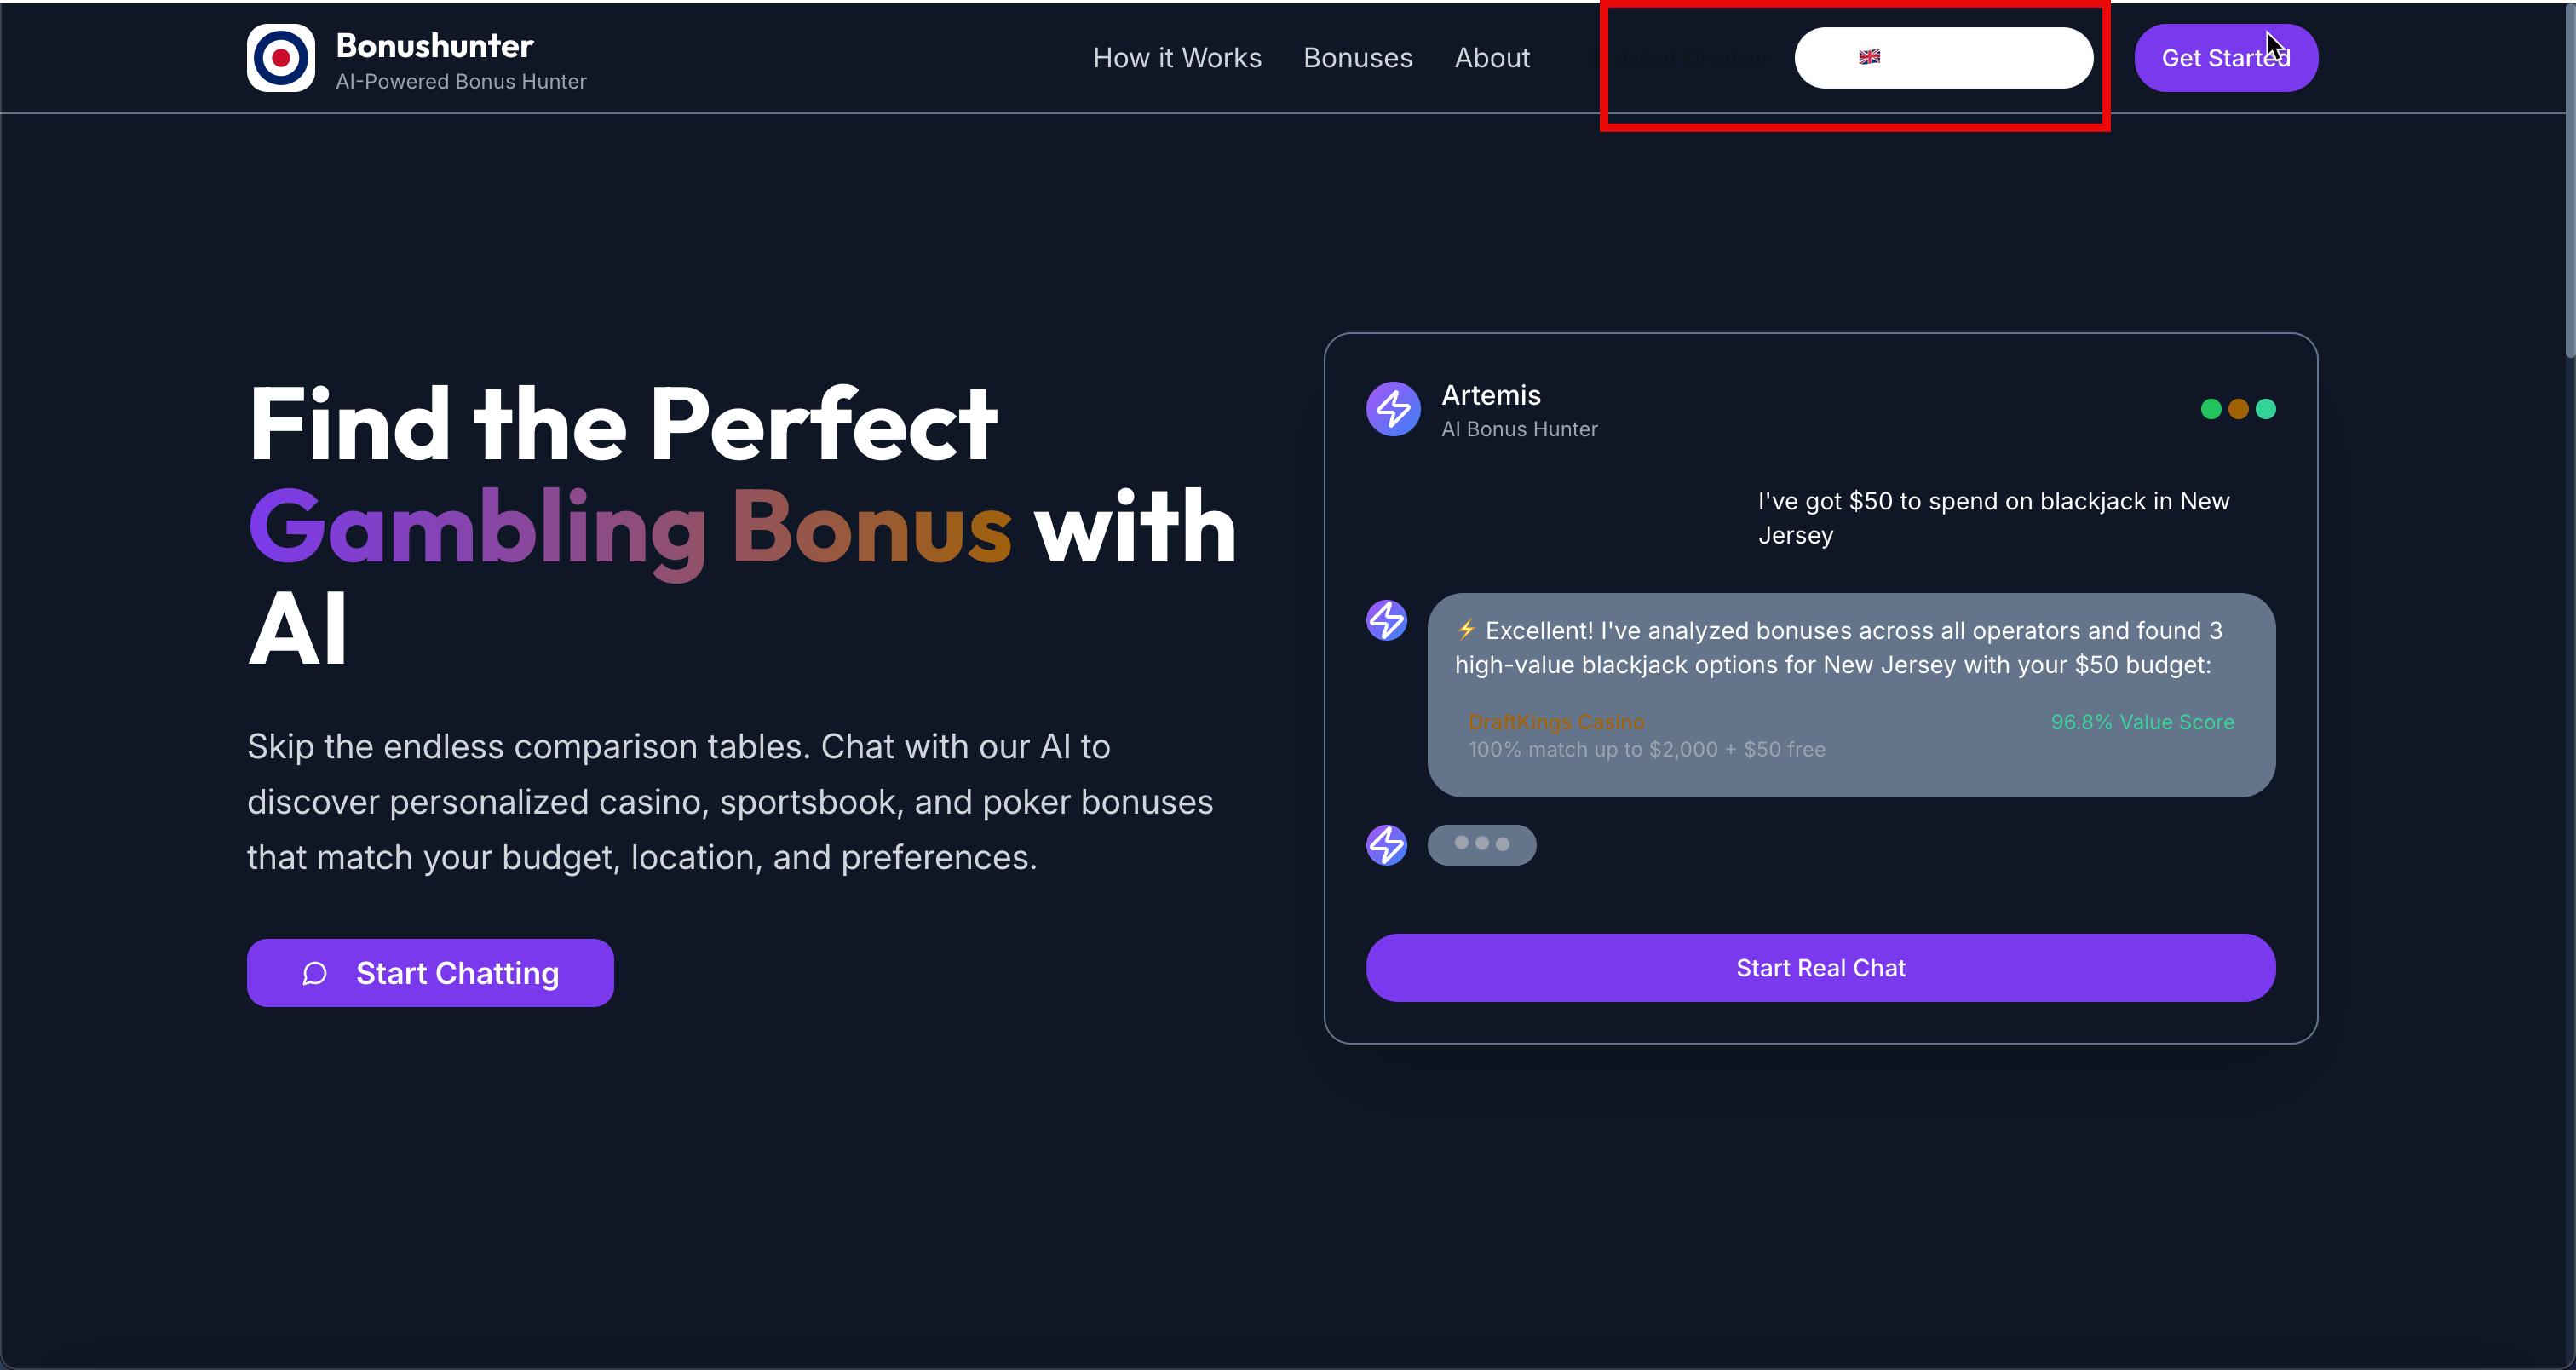 Bonushunter
AI-Powered Bonus Hunter
How it Works
Bonuses
About
United Kingdom
Get Started
Find the Perfect
Gambling Bonus with
AI
Skip the endless comparison tables. Chat with our AI to
discover personalized casino, sportsbook, and poker bonuses
that match your budget, location, and preferences.
Start Chatting
Artemis
AI Bonus Hunter
I've got $50 to spend on blackjack in New
Jersey
⚡ Excellent! I've analyzed bonuses across all operators and found 3
high-value blackjack options for New Jersey with your $50 budget:
DraftKings Casino
96.8% Value Score
100% match up to $2,000 + $50 free
Start Real Chat